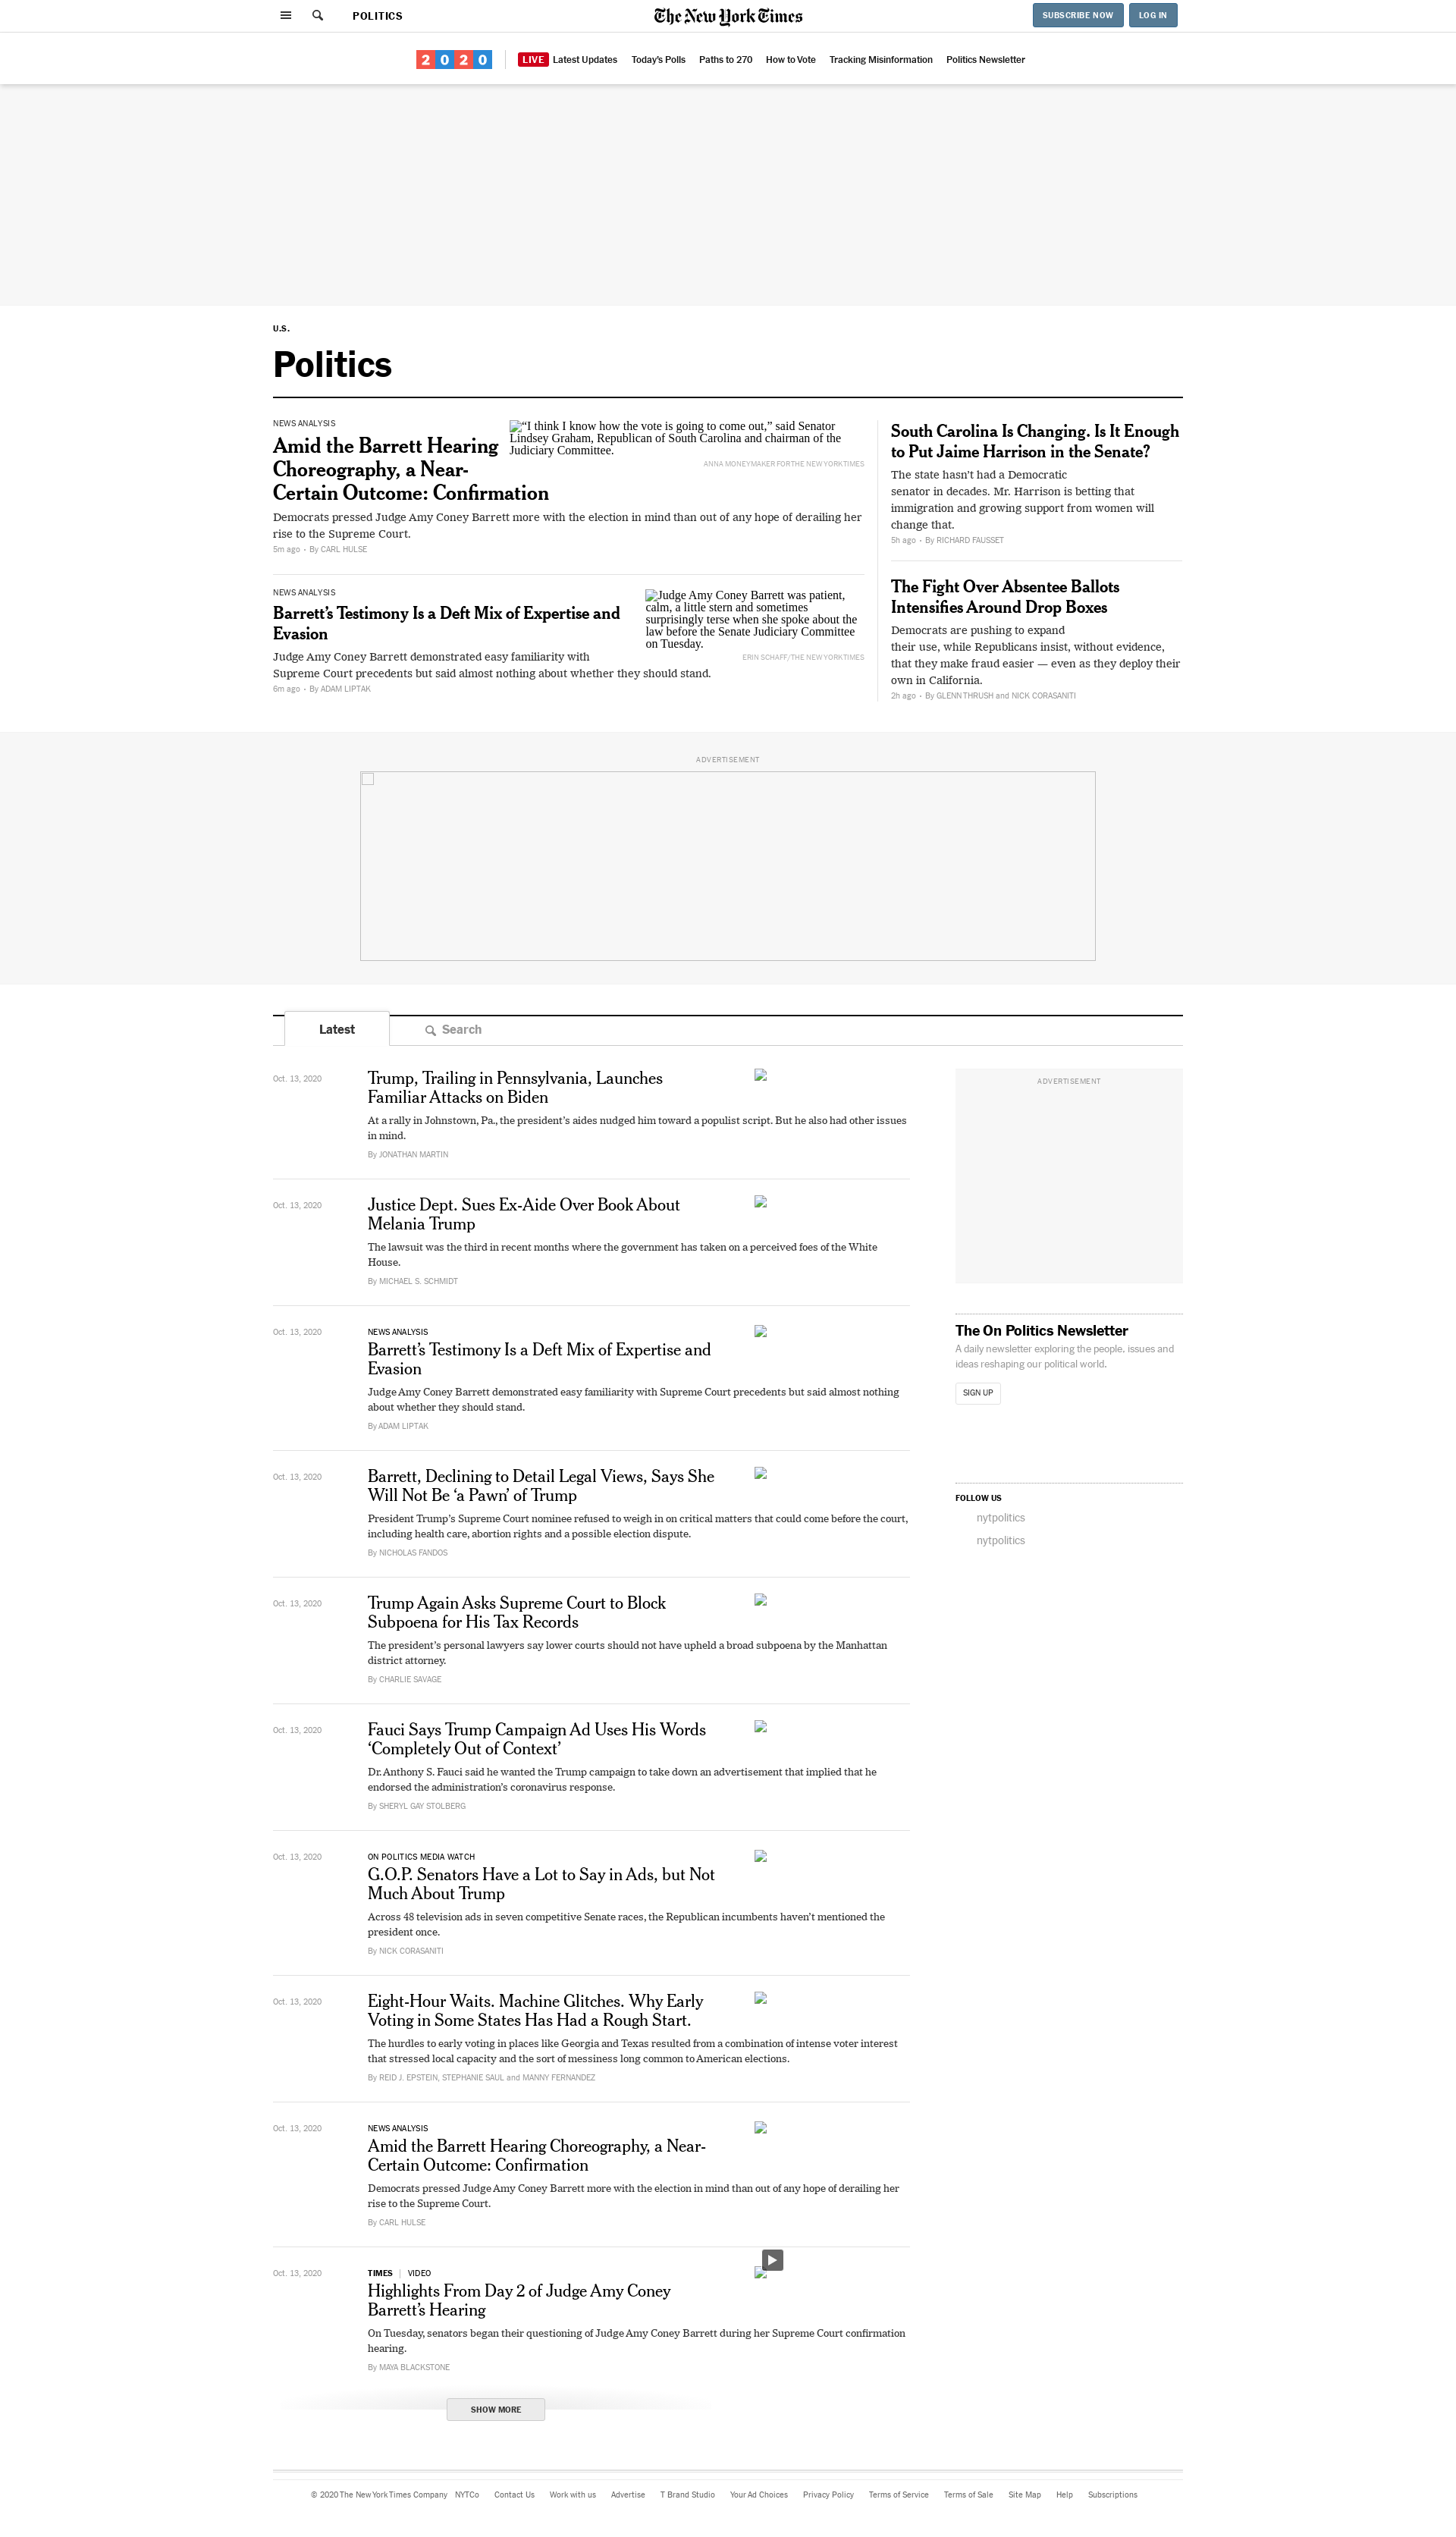 POLITICS
The New York Times
SUBSCRIBE NOW
LOG IN
2020
LIVE Latest Updates
Today's Polls
Paths to 270
How to Vote
Tracking Misinformation
Politics Newsletter
U.S.
Politics
NEWS ANALYSIS
Amid the Barrett Hearing
Choreography, a Near-
Certain Outcome: Confirmation
“I think I know how the vote is going to come out,” said Senator
Lindsey Graham, Republican of South Carolina and chairman of the
Judiciary Committee.
ANNA MONEYMAKER FOR THE NEW YORK TIMES
Democrats pressed Judge Amy Coney Barrett more with the election in mind than out of any hope of derailing her
rise to the Supreme Court.
5m ago • By CARL HULSE
NEWS ANALYSIS
Barrett’s Testimony Is a Deft Mix of Expertise and
Evasion
Judge Amy Coney Barrett was patient,
calm, a little stern and sometimes
surprisingly terse when she spoke about the
law before the Senate Judiciary Committee
on Tuesday.
ERIN SCHAFF/THE NEW YORK TIMES
Judge Amy Coney Barrett demonstrated easy familiarity with
Supreme Court precedents but said almost nothing about whether they should stand.
6m ago • By ADAM LIPTAK
South Carolina Is Changing. Is It Enough
to Put Jaime Harrison in the Senate?
The state hasn’t had a Democratic
senator in decades. Mr. Harrison is betting that
immigration and growing support from women will
change that.
5h ago • By RICHARD FAUSSET
The Fight Over Absentee Ballots
Intensifies Around Drop Boxes
Democrats are pushing to expand
their use, while Republicans insist, without evidence,
that they make fraud easier — even as they deploy their
own in California.
2h ago • By GLENN THRUSH and NICK CORASANITI
ADVERTISEMENT
Latest
Search
Oct. 13, 2020
Trump, Trailing in Pennsylvania, Launches
Familiar Attacks on Biden
At a rally in Johnstown, Pa., the president’s aides nudged him toward a populist script. But he also had other issues
in mind.
By JONATHAN MARTIN
Oct. 13, 2020
Justice Dept. Sues Ex-Aide Over Book About
Melania Trump
The lawsuit was the third in recent months where the government has taken on a perceived foes of the White
House.
By MICHAEL S. SCHMIDT
Oct. 13, 2020
NEWS ANALYSIS
Barrett’s Testimony Is a Deft Mix of Expertise and
Evasion
Judge Amy Coney Barrett demonstrated easy familiarity with Supreme Court precedents but said almost nothing
about whether they should stand.
By ADAM LIPTAK
Oct. 13, 2020
Barrett, Declining to Detail Legal Views, Says She
Will Not Be ‘a Pawn’ of Trump
President Trump’s Supreme Court nominee refused to weigh in on critical matters that could come before the court,
including health care, abortion rights and a possible election dispute.
By NICHOLAS FANDOS
Oct. 13, 2020
Trump Again Asks Supreme Court to Block
Subpoena for His Tax Records
The president’s personal lawyers say lower courts should not have upheld a broad subpoena by the Manhattan
district attorney.
By CHARLIE SAVAGE
Oct. 13, 2020
Fauci Says Trump Campaign Ad Uses His Words
‘Completely Out of Context’
Dr. Anthony S. Fauci said he wanted the Trump campaign to take down an advertisement that implied that he
endorsed the administration’s coronavirus response.
By SHERYL GAY STOLBERG
Oct. 13, 2020
ON POLITICS MEDIA WATCH
G.O.P. Senators Have a Lot to Say in Ads, but Not
Much About Trump
Across 48 television ads in seven competitive Senate races, the Republican incumbents haven’t mentioned the
president once.
By NICK CORASANITI
Oct. 13, 2020
Eight-Hour Waits. Machine Glitches. Why Early
Voting in Some States Has Had a Rough Start.
The hurdles to early voting in places like Georgia and Texas resulted from a combination of intense voter interest
that stressed local capacity and the sort of messiness long common to American elections.
By REID J. EPSTEIN, STEPHANIE SAUL and MANNY FERNANDEZ
Oct. 13, 2020
NEWS ANALYSIS
Amid the Barrett Hearing Choreography, a Near-
Certain Outcome: Confirmation
Democrats pressed Judge Amy Coney Barrett more with the election in mind than out of any hope of derailing her
rise to the Supreme Court.
By CARL HULSE
Oct. 13, 2020
TIMES | VIDEO
Highlights From Day 2 of Judge Amy Coney
Barrett’s Hearing
On Tuesday, senators began their questioning of Judge Amy Coney Barrett during her Supreme Court confirmation
hearing.
By MAYA BLACKSTONE
SHOW MORE
ADVERTISEMENT
The On Politics Newsletter
A daily newsletter exploring the people, issues and
ideas reshaping our political world.
SIGN UP
FOLLOW US
nytpolitics
nytpolitics
© 2020 The New York Times Company NYTCo Contact Us Work with us Advertise T Brand Studio Your Ad Choices Privacy Policy Terms of Service Terms of Sale Site Map Help Subscriptions